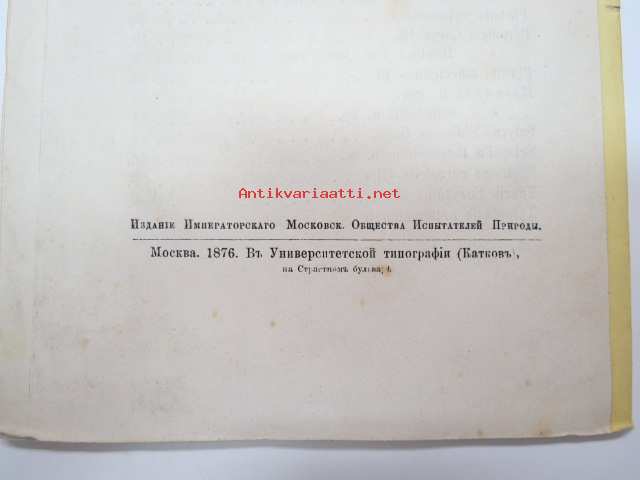 Antikvariaatti.net
Изданіе Императорскаго Московск. Общества Испытателей Природы.
Москва. 1876. Въ Университетской типографіи (Катковъ),
на Страстномъ бульварѣ.